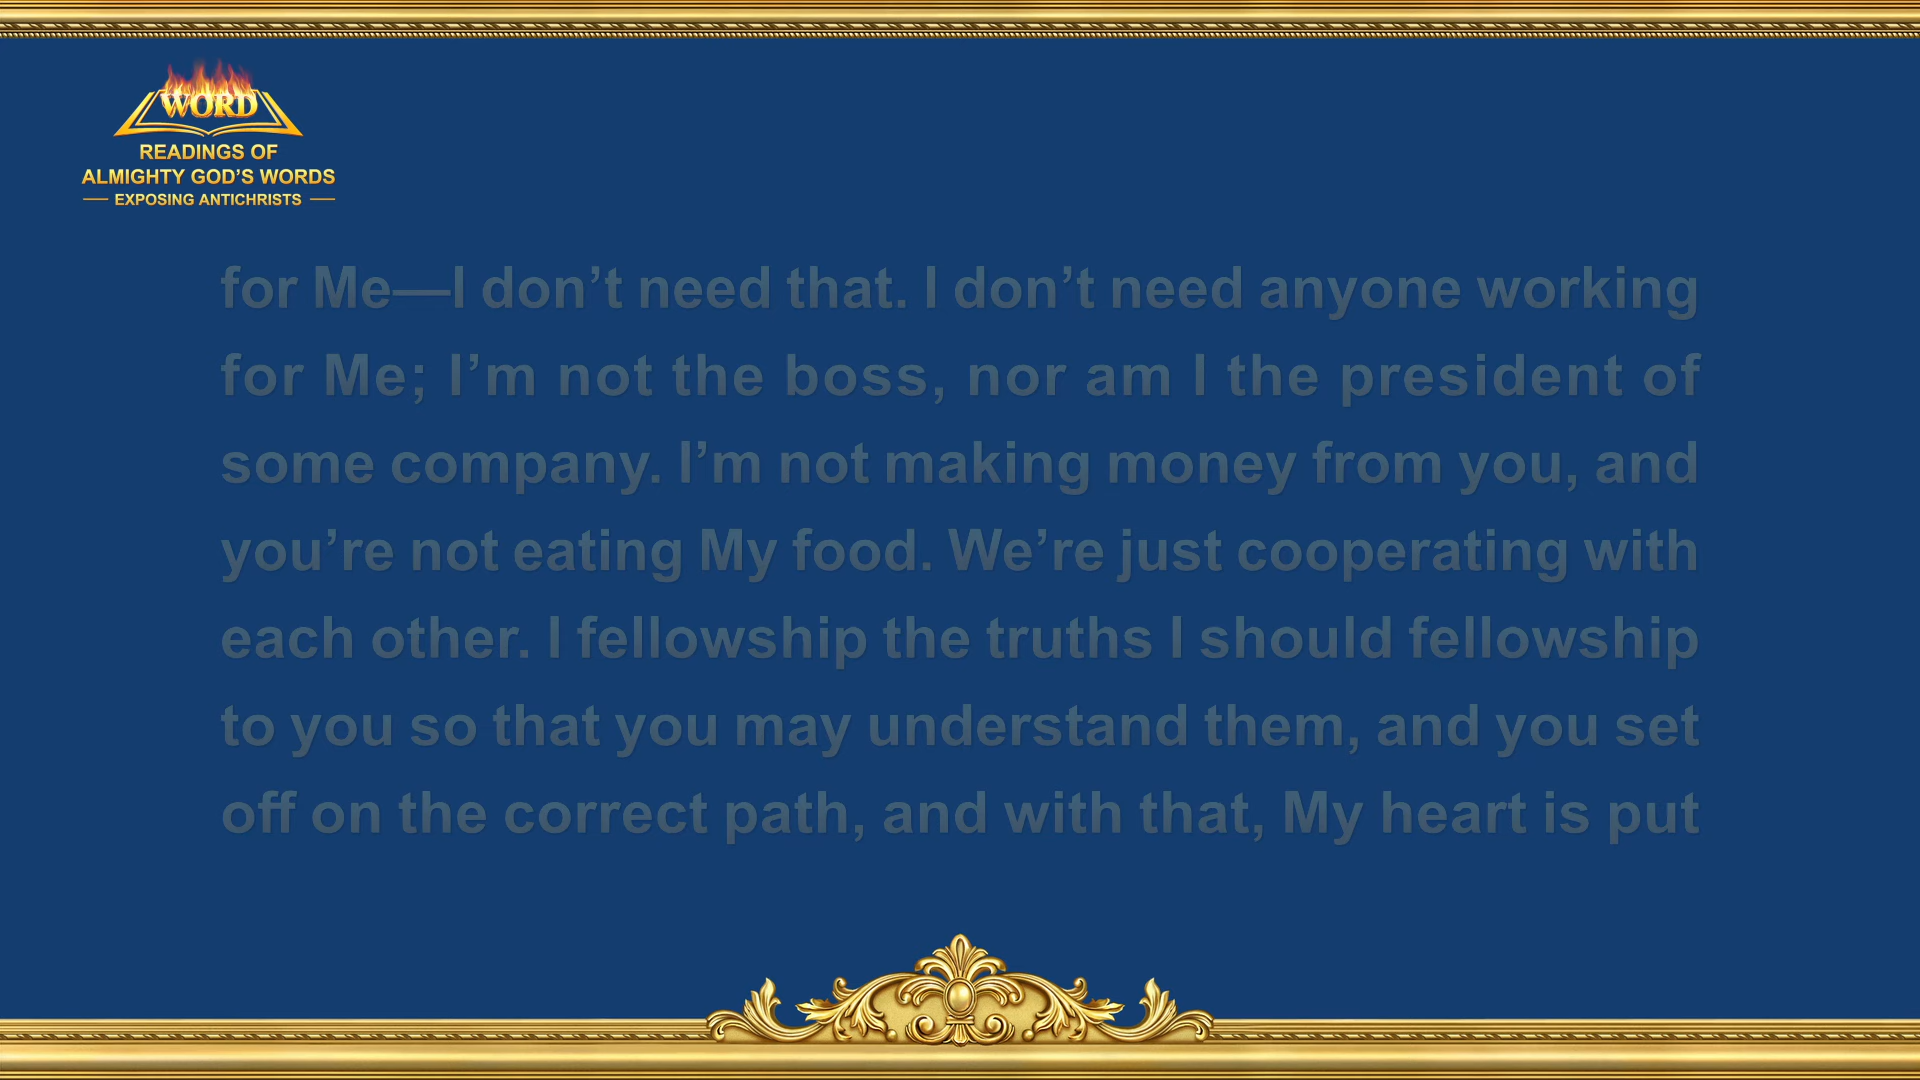 WORD
READINGS OF
ALMIGHTY GOD’S WORDS
EXPOSING ANTICHRISTS
for Me—I don’t need that. I don’t need anyone working
for Me; I’m not the boss, nor am I the president of
some company. I’m not making money from you, and
you’re not eating My food. We’re just cooperating with
each other. I fellowship the truths I should fellowship
to you so that you may understand them, and you set
off on the correct path, and with that, My heart is put